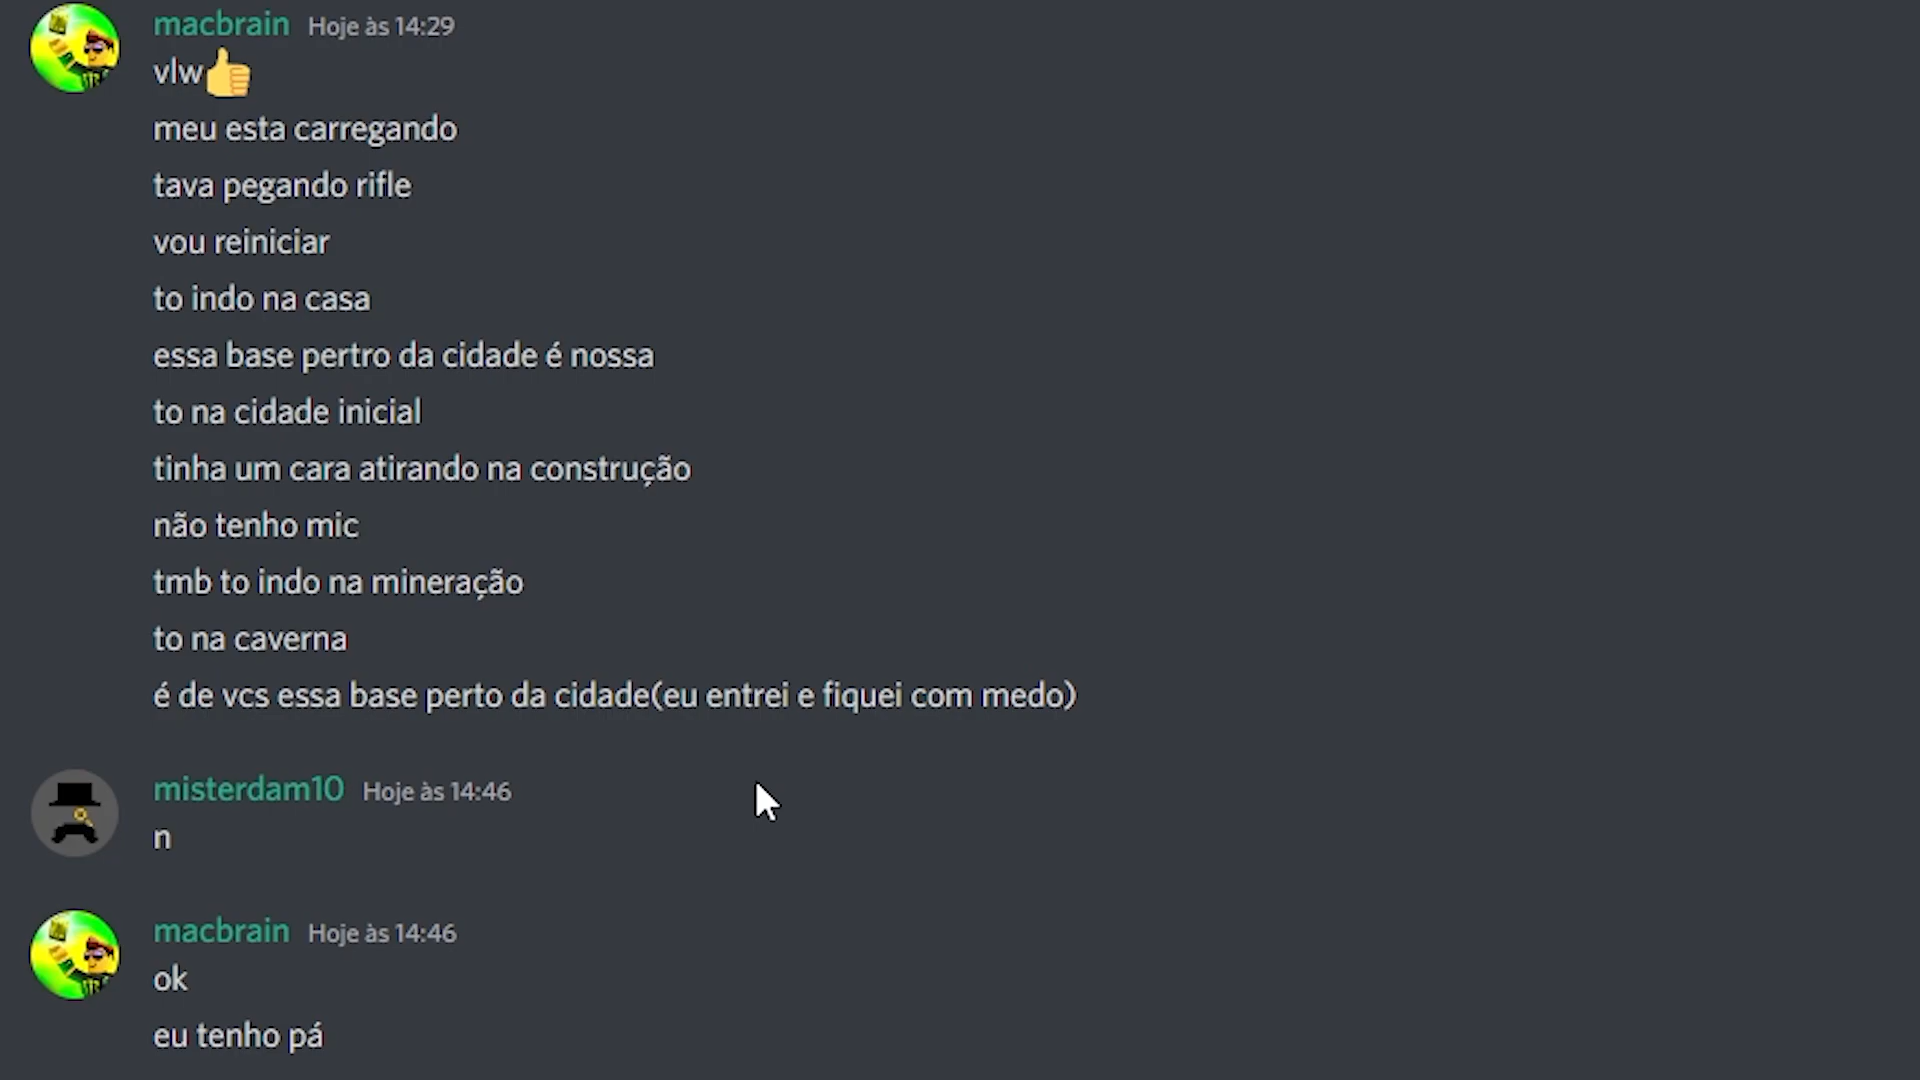 macbrain Hoje às 14:29
vlw👍
meu esta carregando
tava pegando rifle
vou reiniciar
to indo na casa
essa base pertro da cidade é nossa
to na cidade inicial
tinha um cara atirando na construção
não tenho mic
tmb to indo na mineração
to na caverna
é de vcs essa base perto da cidade(eu entrei e fiquei com medo)
misterdam10 Hoje às 14:46
n
macbrain Hoje às 14:46
ok
eu tenho pá